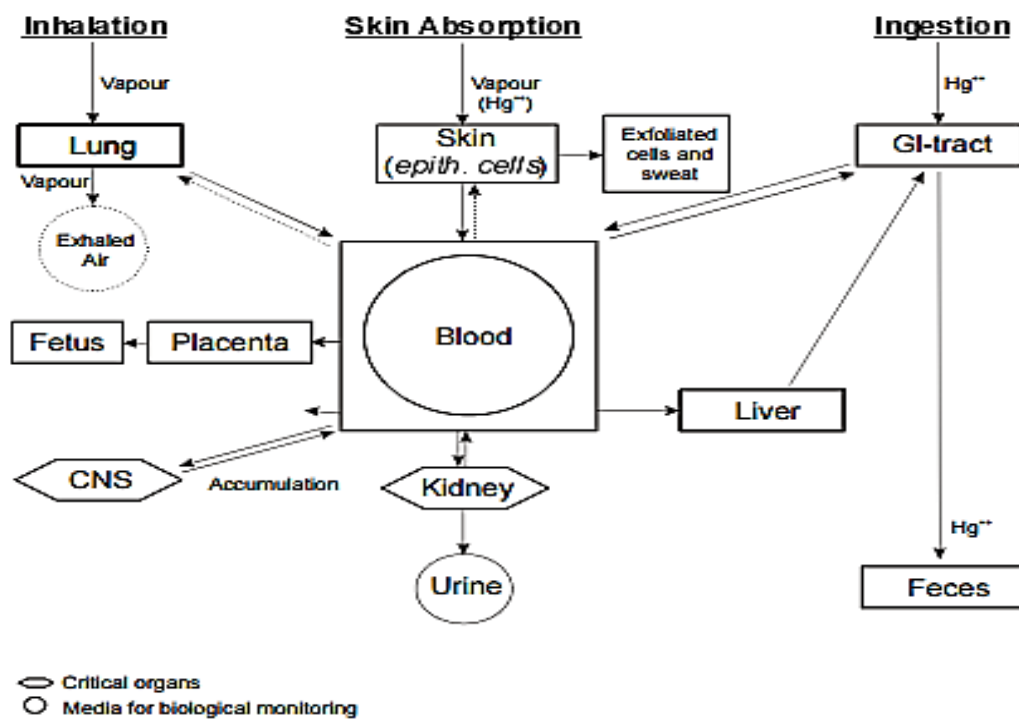 Inhalation
Skin Absorption
Ingestion
Vapour
Vapour
(Hg⁺⁺)
Hg⁺⁺
Lung
Skin
(epith. cells)
Exfoliated
cells and
sweat
GI-tract
Vapour
Exhaled
Air
Blood
Fetus
Placenta
Liver
CNS
Accumulation
Kidney
Hg⁺⁺
Urine
Feces
Critical organs
Media for biological monitoring